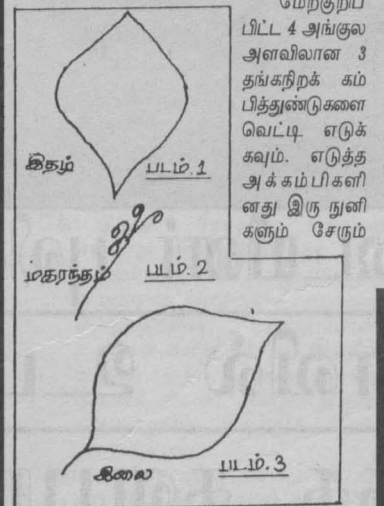 மேற்குறிப்
பிட்ட 4 அங்குல
அளவிலான 3
தங்கநிறக் கம்
பித்துண்டுகளை
வெட்டி எடுக்
கவும். எடுத்த
அக்கம்பிகளி
னது இரு நுனி
களும் சேரும்
இதழ் படம்.1
மகரந்தம் படம்.2
இலை படம்.3